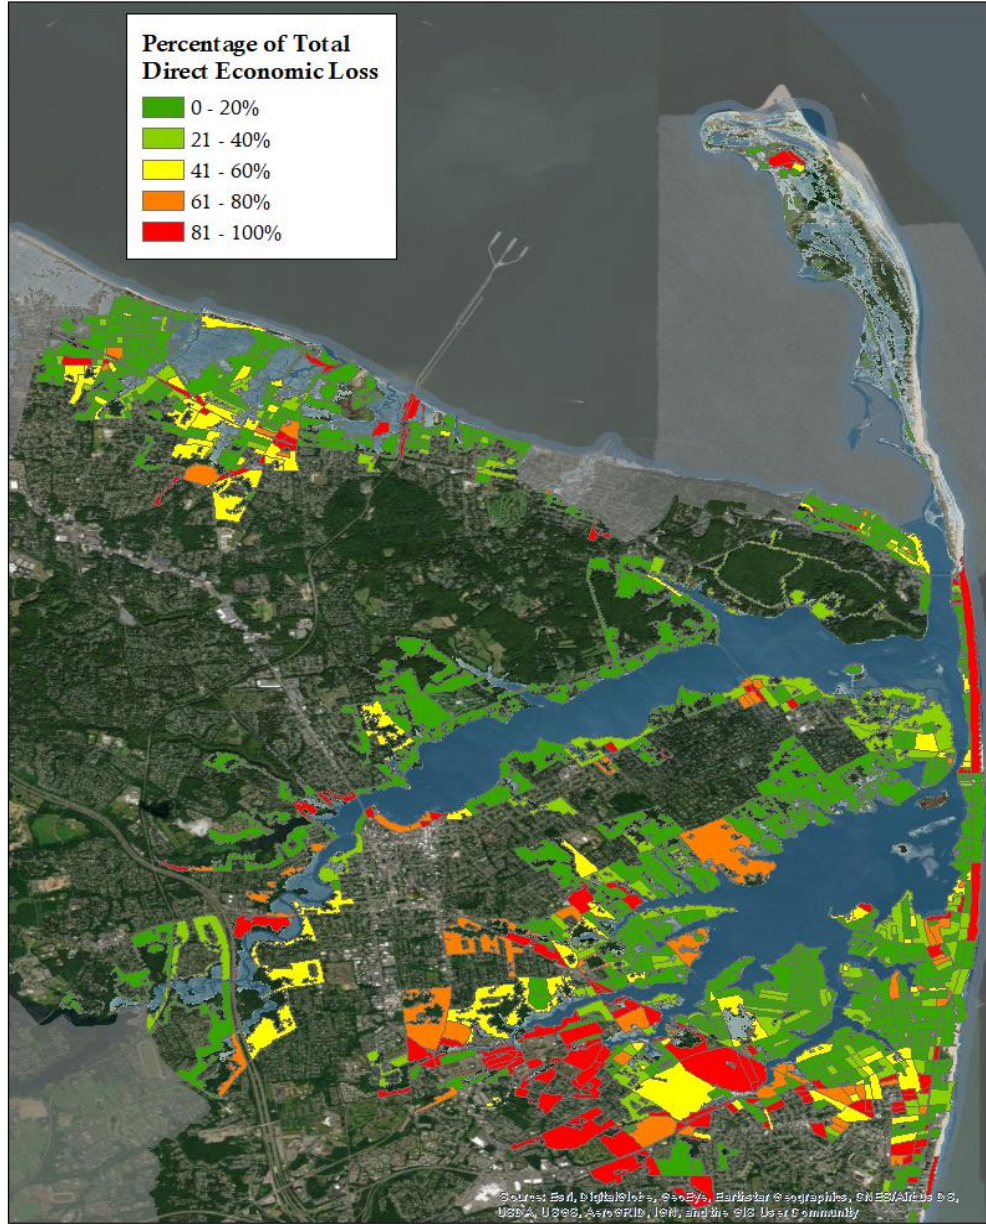 Percentage of Total
Direct Economic Loss
0 - 20%
21 - 40%
41 - 60%
61 - 80%
81 - 100%
Sources: Esri, DigitalGlobe, GeoEye, Earthstar Geographics, CNES/Airbus DS,
USDA, USGS, AeroGRID, IGN, and the GIS User Community